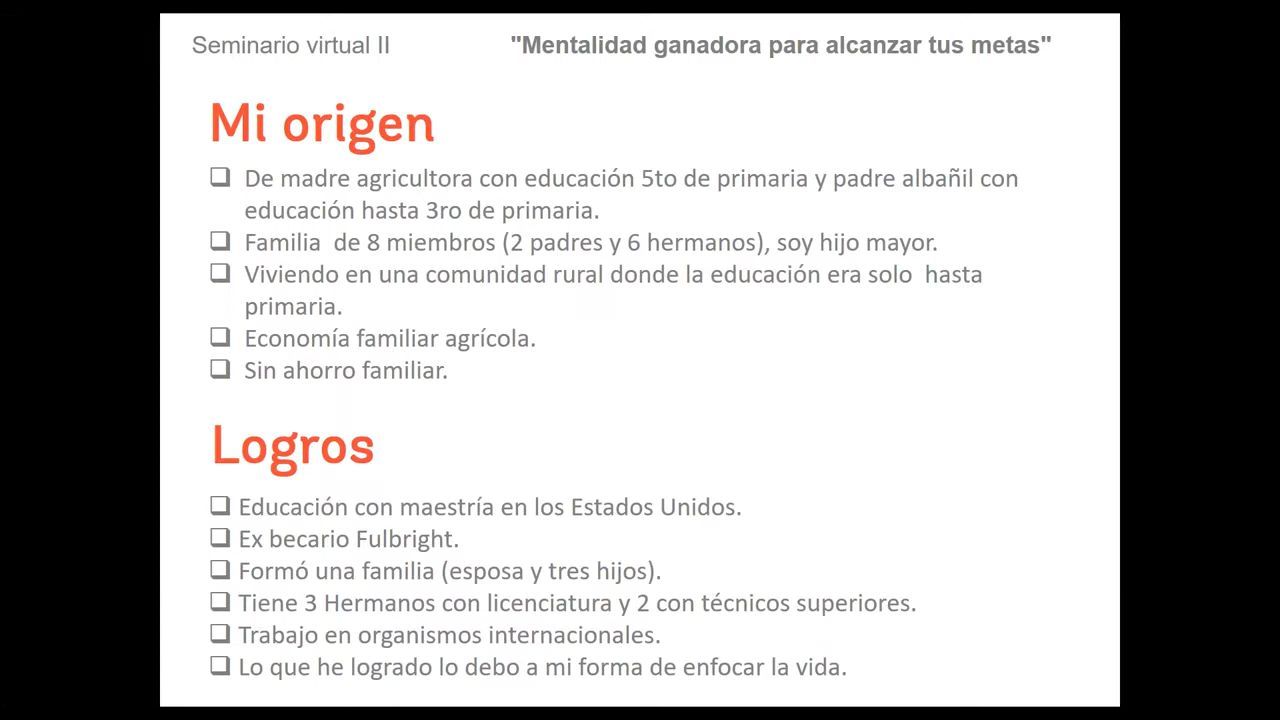 Seminario virtual II
"Mentalidad ganadora para alcanzar tus metas"
Mi origen
❑ De madre agricultora con educación 5to de primaria y padre albañil con
educación hasta 3ro de primaria.
❑ Familia  de 8 miembros (2 padres y 6 hermanos), soy hijo mayor.
❑ Viviendo en una comunidad rural donde la educación era solo  hasta
primaria.
❑ Economía familiar agrícola.
❑ Sin ahorro familiar.
Logros
❑ Educación con maestría en los Estados Unidos.
❑ Ex becario Fulbright.
❑ Formó una familia (esposa y tres hijos).
❑ Tiene 3 Hermanos con licenciatura y 2 con técnicos superiores.
❑ Trabajo en organismos internacionales.
❑ Lo que he logrado lo debo a mi forma de enfocar la vida.